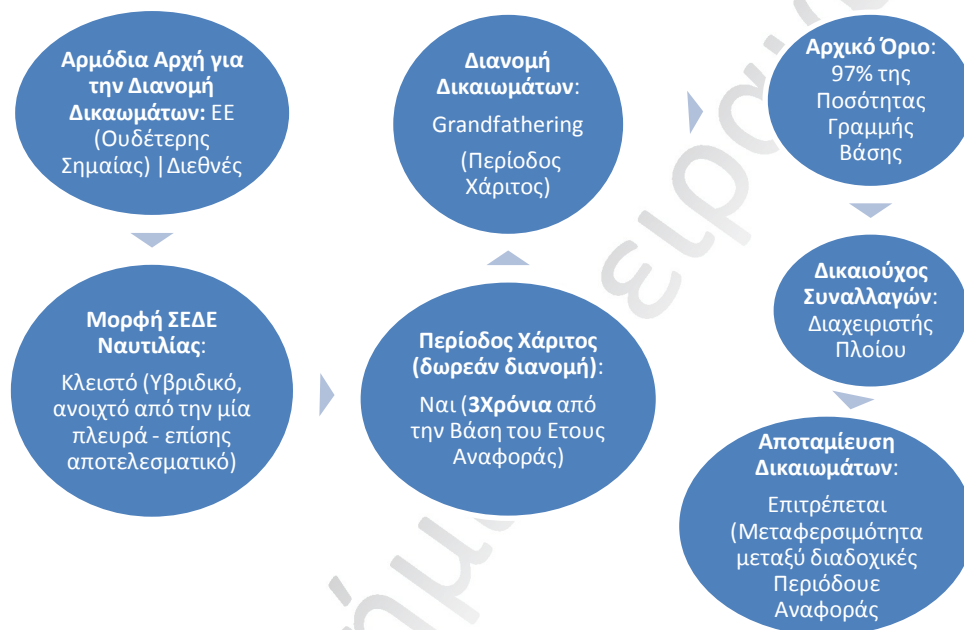 Αρμόδια Αρχή για
την Διανομή
Δικαωμάτων: ΕΕ
(Ουδέτερης
Σημαίας) |Διεθνές
Μορφή ΣΕΔΕ
Ναυτιλίας:
Κλειστό (Υβριδικό,
ανοιχτό από την μία
πλευρά - επίσης
αποτελεσματικό)
Περίοδος Χάριτος
(δωρεάν διανομή):
Ναι (3Χρόνια από
την Βάση του Ετους
Αναφοράς)
Διανομή
Δικαιωμάτων:
Grandfathering
(Περίοδος
Χάριτος)
Αρχικό Όριο:
97% της
Ποσότητας
Γραμμής
Βάσης
Δικαιούχος
Συναλλαγών:
Διαχειριστής
Πλοίου
Αποταμίευση
Δικαιωμάτων:
Επιτρέπεται
(Μεταφερσιμότητα
μεταξύ διαδοχικές
Περιόδουε
Αναφοράς